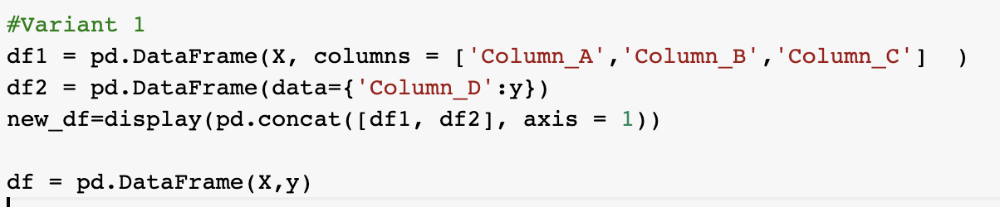 #Variant 1
df1 = pd.DataFrame(X, columns = ['Column_A','Column_B','Column_C']  )
df2 = pd.DataFrame(data={'Column_D':y})
new_df=display(pd.concat([df1, df2], axis = 1))
df = pd.DataFrame(X,y)